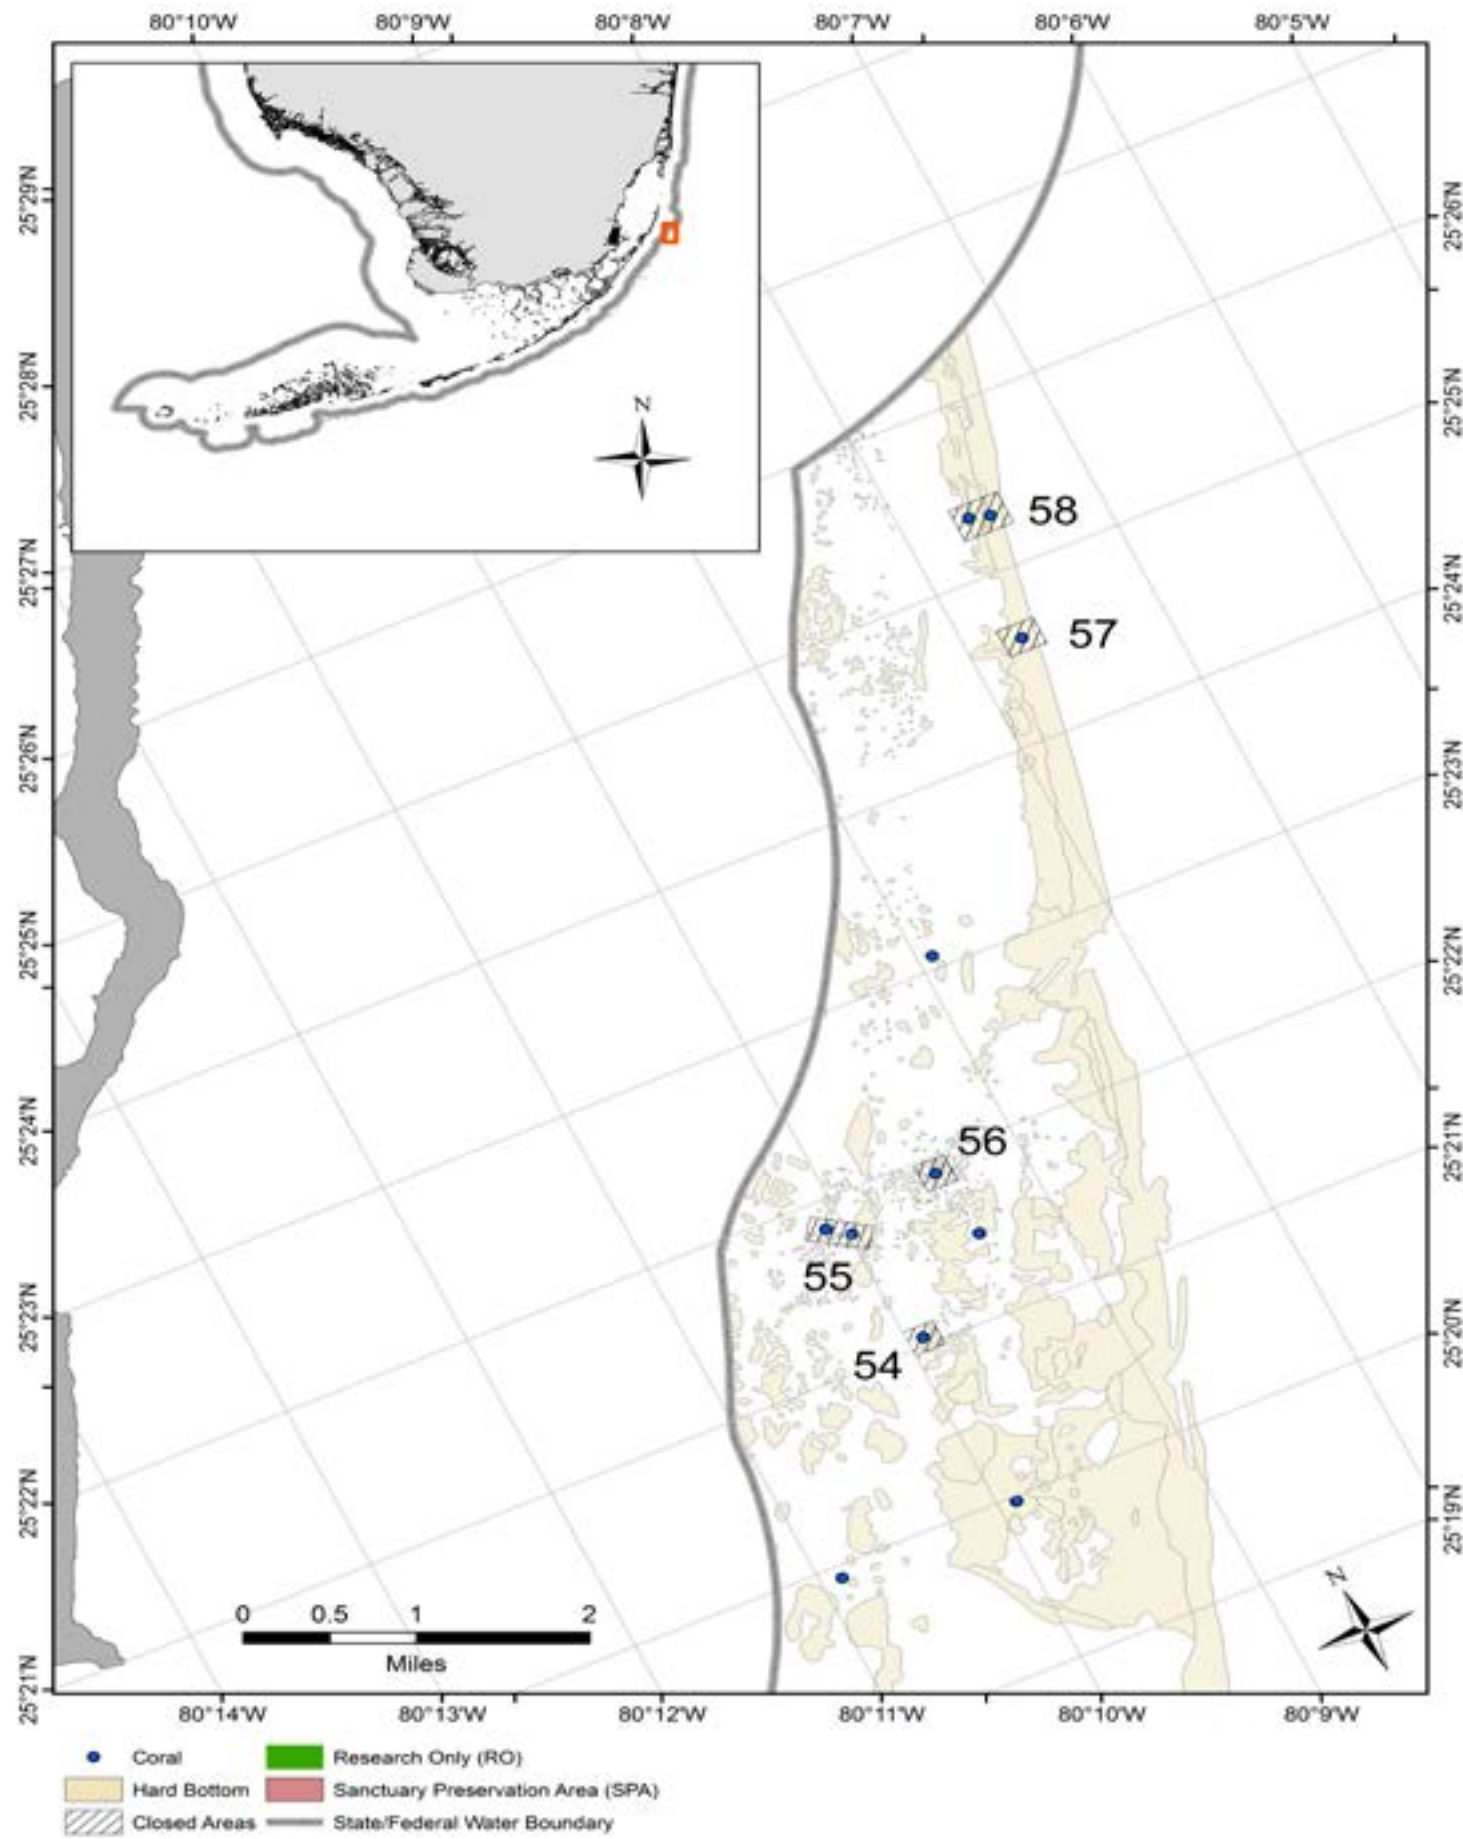 80°10'W 80°9'W 80°8'W 80°7'W 80°6'W 80°5'W
25°29'N
25°28'N
25°27'N
25°26'N
25°25'N
25°24'N
25°23'N
25°22'N
25°21'N
N
58
57
56
55
54
25°26'N
25°25'N
25°24'N
25°23'N
25°22'N
25°21'N
25°20'N
25°19'N
N
0 0.5 1 2
Miles
80°14'W 80°13'W 80°12'W 80°11'W 80°10'W 80°9'W
Coral Research Only (RO)
Hard Bottom Sanctuary Preservation Area (SPA)
Closed Areas State/Federal Water Boundary